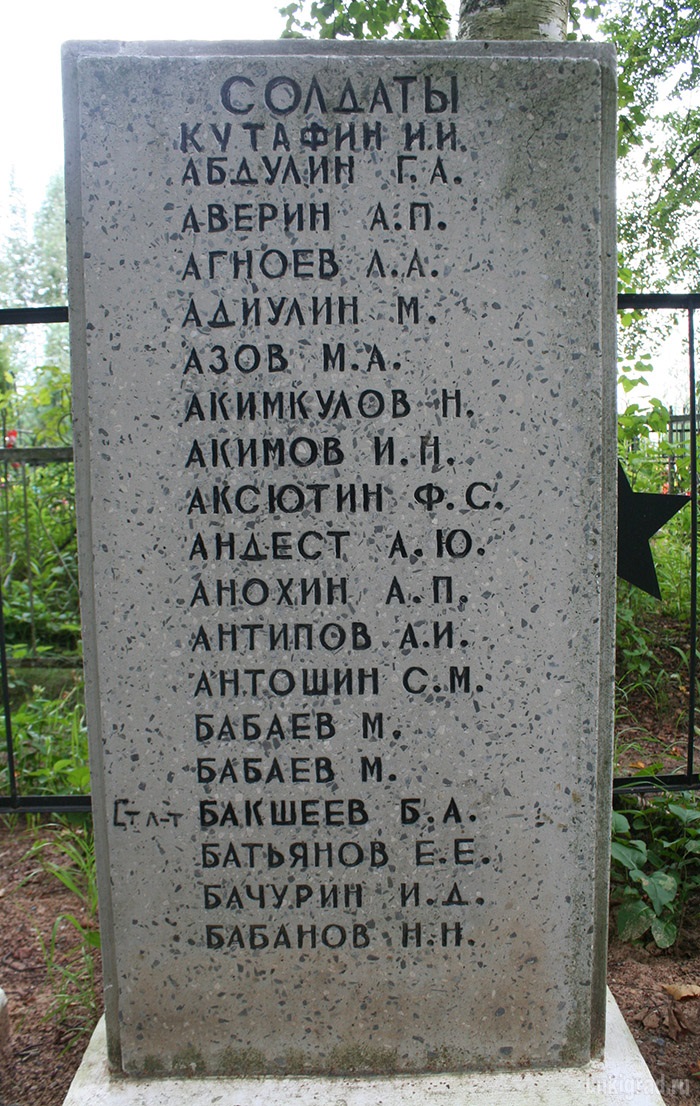 СОЛДАТЫ
КУТАФИН И.И.
АБДУЛИН Г.А.
АВЕРИН А.П.
АГНОЕВ Л.А.
АДИУЛИН М.
АЗОВ М.А.
АКИМКУЛОВ Н.
АКИМОВ И.Н.
АКСЮТИН Ф.С.
АНДЕСТ А.Ю.
АНОХИН А.П.
АНТИПОВ А.И.
АНТОШИН С.М.
БАБАЕВ М.
БАБАЕВ М.
Ст л-т БАКШЕЕВ Б.А.
БАТЬЯНОВ Е.Е.
БАЧУРИН И.Д.
БАБАНОВ Н.Н.